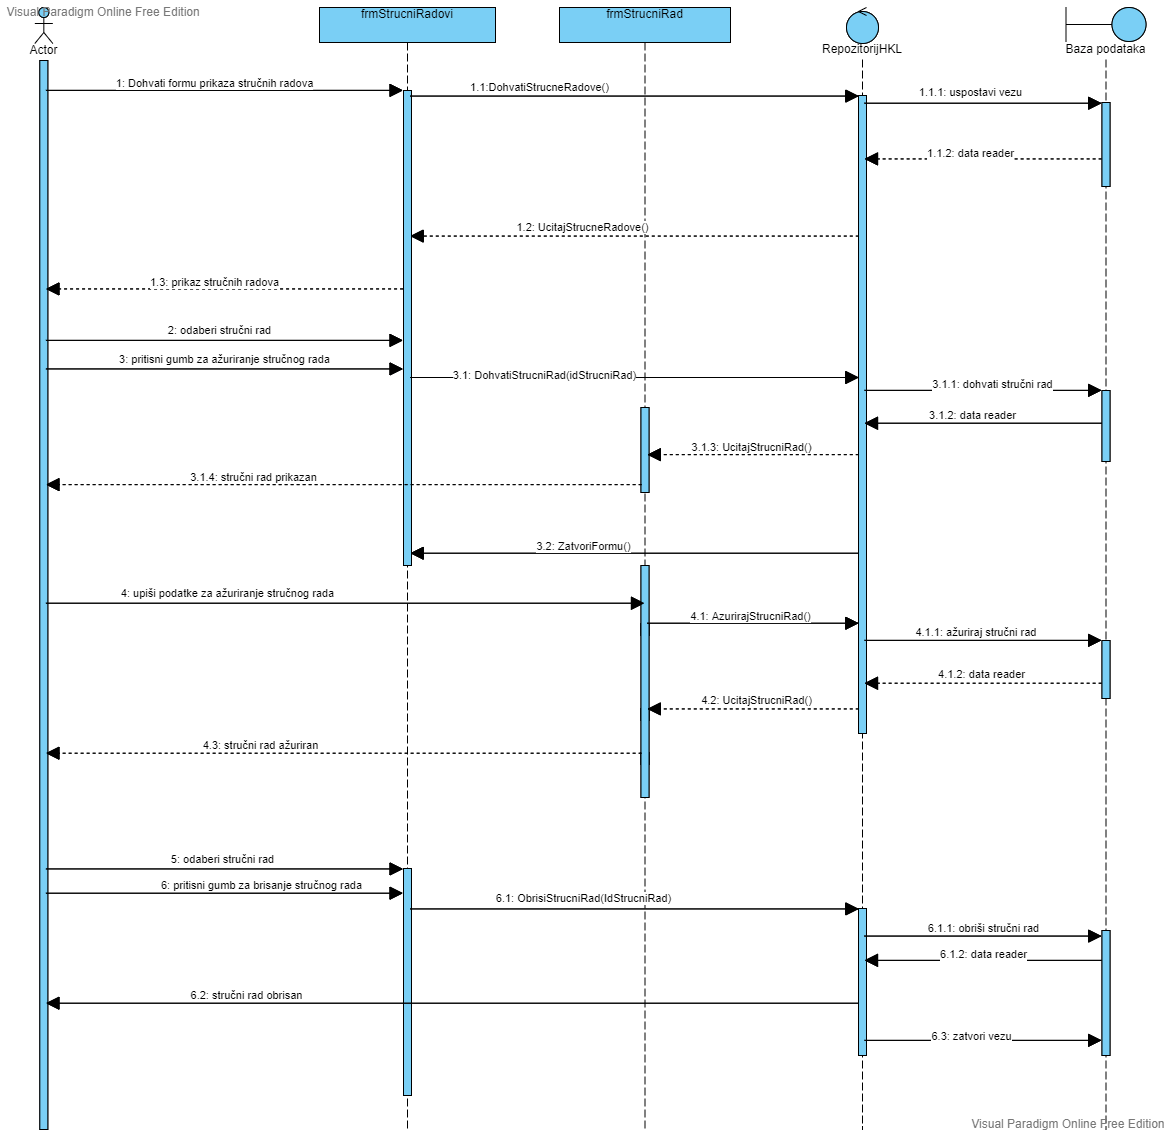 Visual Paradigm Online Free Edition
frmStrucniRadovi
frmStrucniRad
Actor
RepozitorijHKL
Baza podataka
1: Dohvati formu prikaza stručnih radova
1.1:DohvatiStrucneRadove()
1.1.1: uspostavi vezu
1.1.2: data reader
1.2: UcitajStrucneRadove()
1.3: prikaz stručnih radova
2: odaberi stručni rad
3: pritisni gumb za ažuriranje stručnog rada
3.1: DohvatiStrucniRad(idStrucniRad)
3.1.1: dohvati stručni rad
3.1.2: data reader
3.1.3: UcitajStrucniRad()
3.1.4: stručni rad prikazan
3.2: ZatvoriFormu()
4: upiši podatke za ažuriranje stručnog rada
4.1: AzurirajStrucniRad()
4.1.1: ažuriraj stručni rad
4.1.2: data reader
4.2: UcitajStrucniRad()
4.3: stručni rad ažuriran
5: odaberi stručni rad
6: pritisni gumb za brisanje stručnog rada
6.1: ObrisiStrucniRad(IdStrucniRad)
6.1.1: obriši stručni rad
6.1.2: data reader
6.2: stručni rad obrisan
6.3: zatvori vezu
Visual Paradigm Online Free Edition